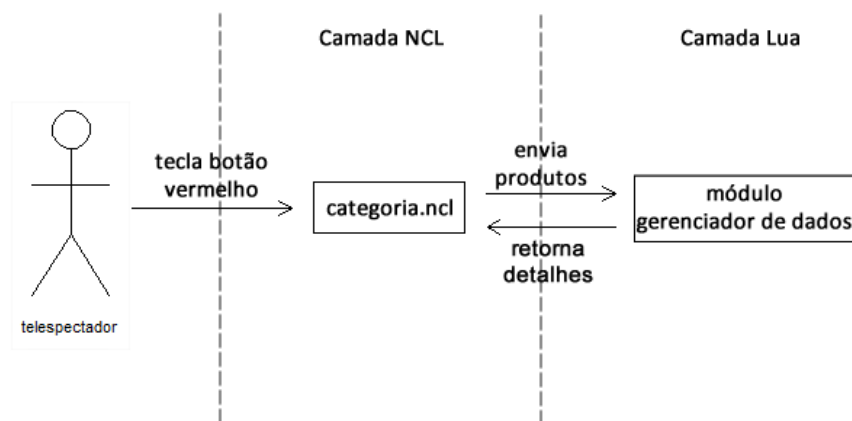 Camada NCL
Camada Lua
tecla botão
vermelho
categoria.ncl
envia
produtos
retorna
detalhes
módulo
gerenciador de dados
telespectador